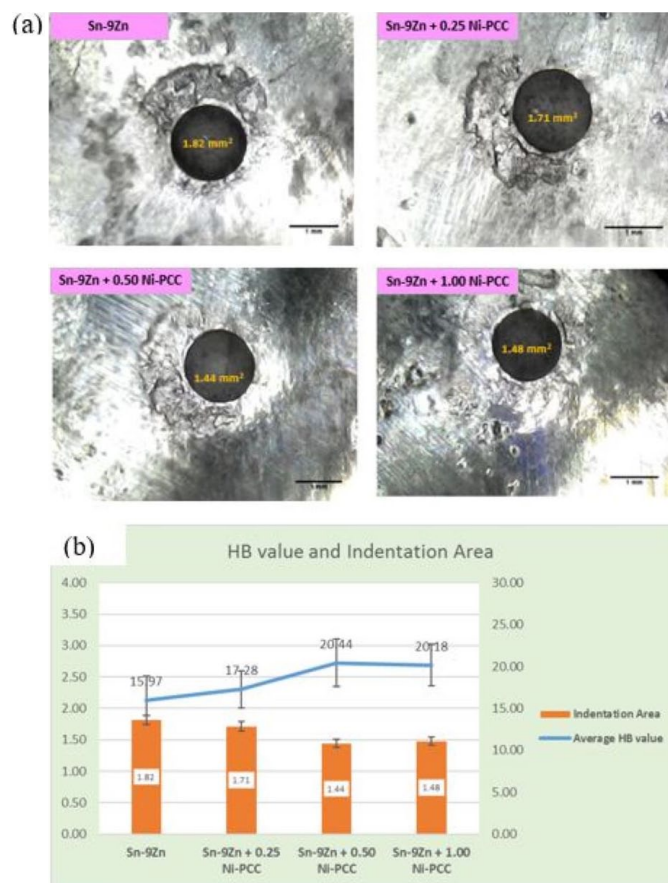 (a)
Sn-9Zn
Sn-9Zn + 0.25 Ni-PCC
1.82 mm²
1.71 mm²
1 mm
1 mm
Sn-9Zn + 0.50 Ni-PCC
Sn-9Zn + 1.00 Ni-PCC
1.44 mm²
1.48 mm²
1 mm
1 mm
(b)
HB value and Indentation Area
4.00
3.50
3.00
2.50
2.00
1.50
1.00
0.50
0.00
30.00
25.00
20.00
15.00
10.00
5.00
0.00
15.97
17.28
20.44
20.18
1.82
1.71
1.44
1.48
Sn-9Zn
Sn-9Zn + 0.25
Ni-PCC
Sn-9Zn + 0.50
Ni-PCC
Sn-9Zn + 1.00
Ni-PCC
Indentation Area
Average HB value